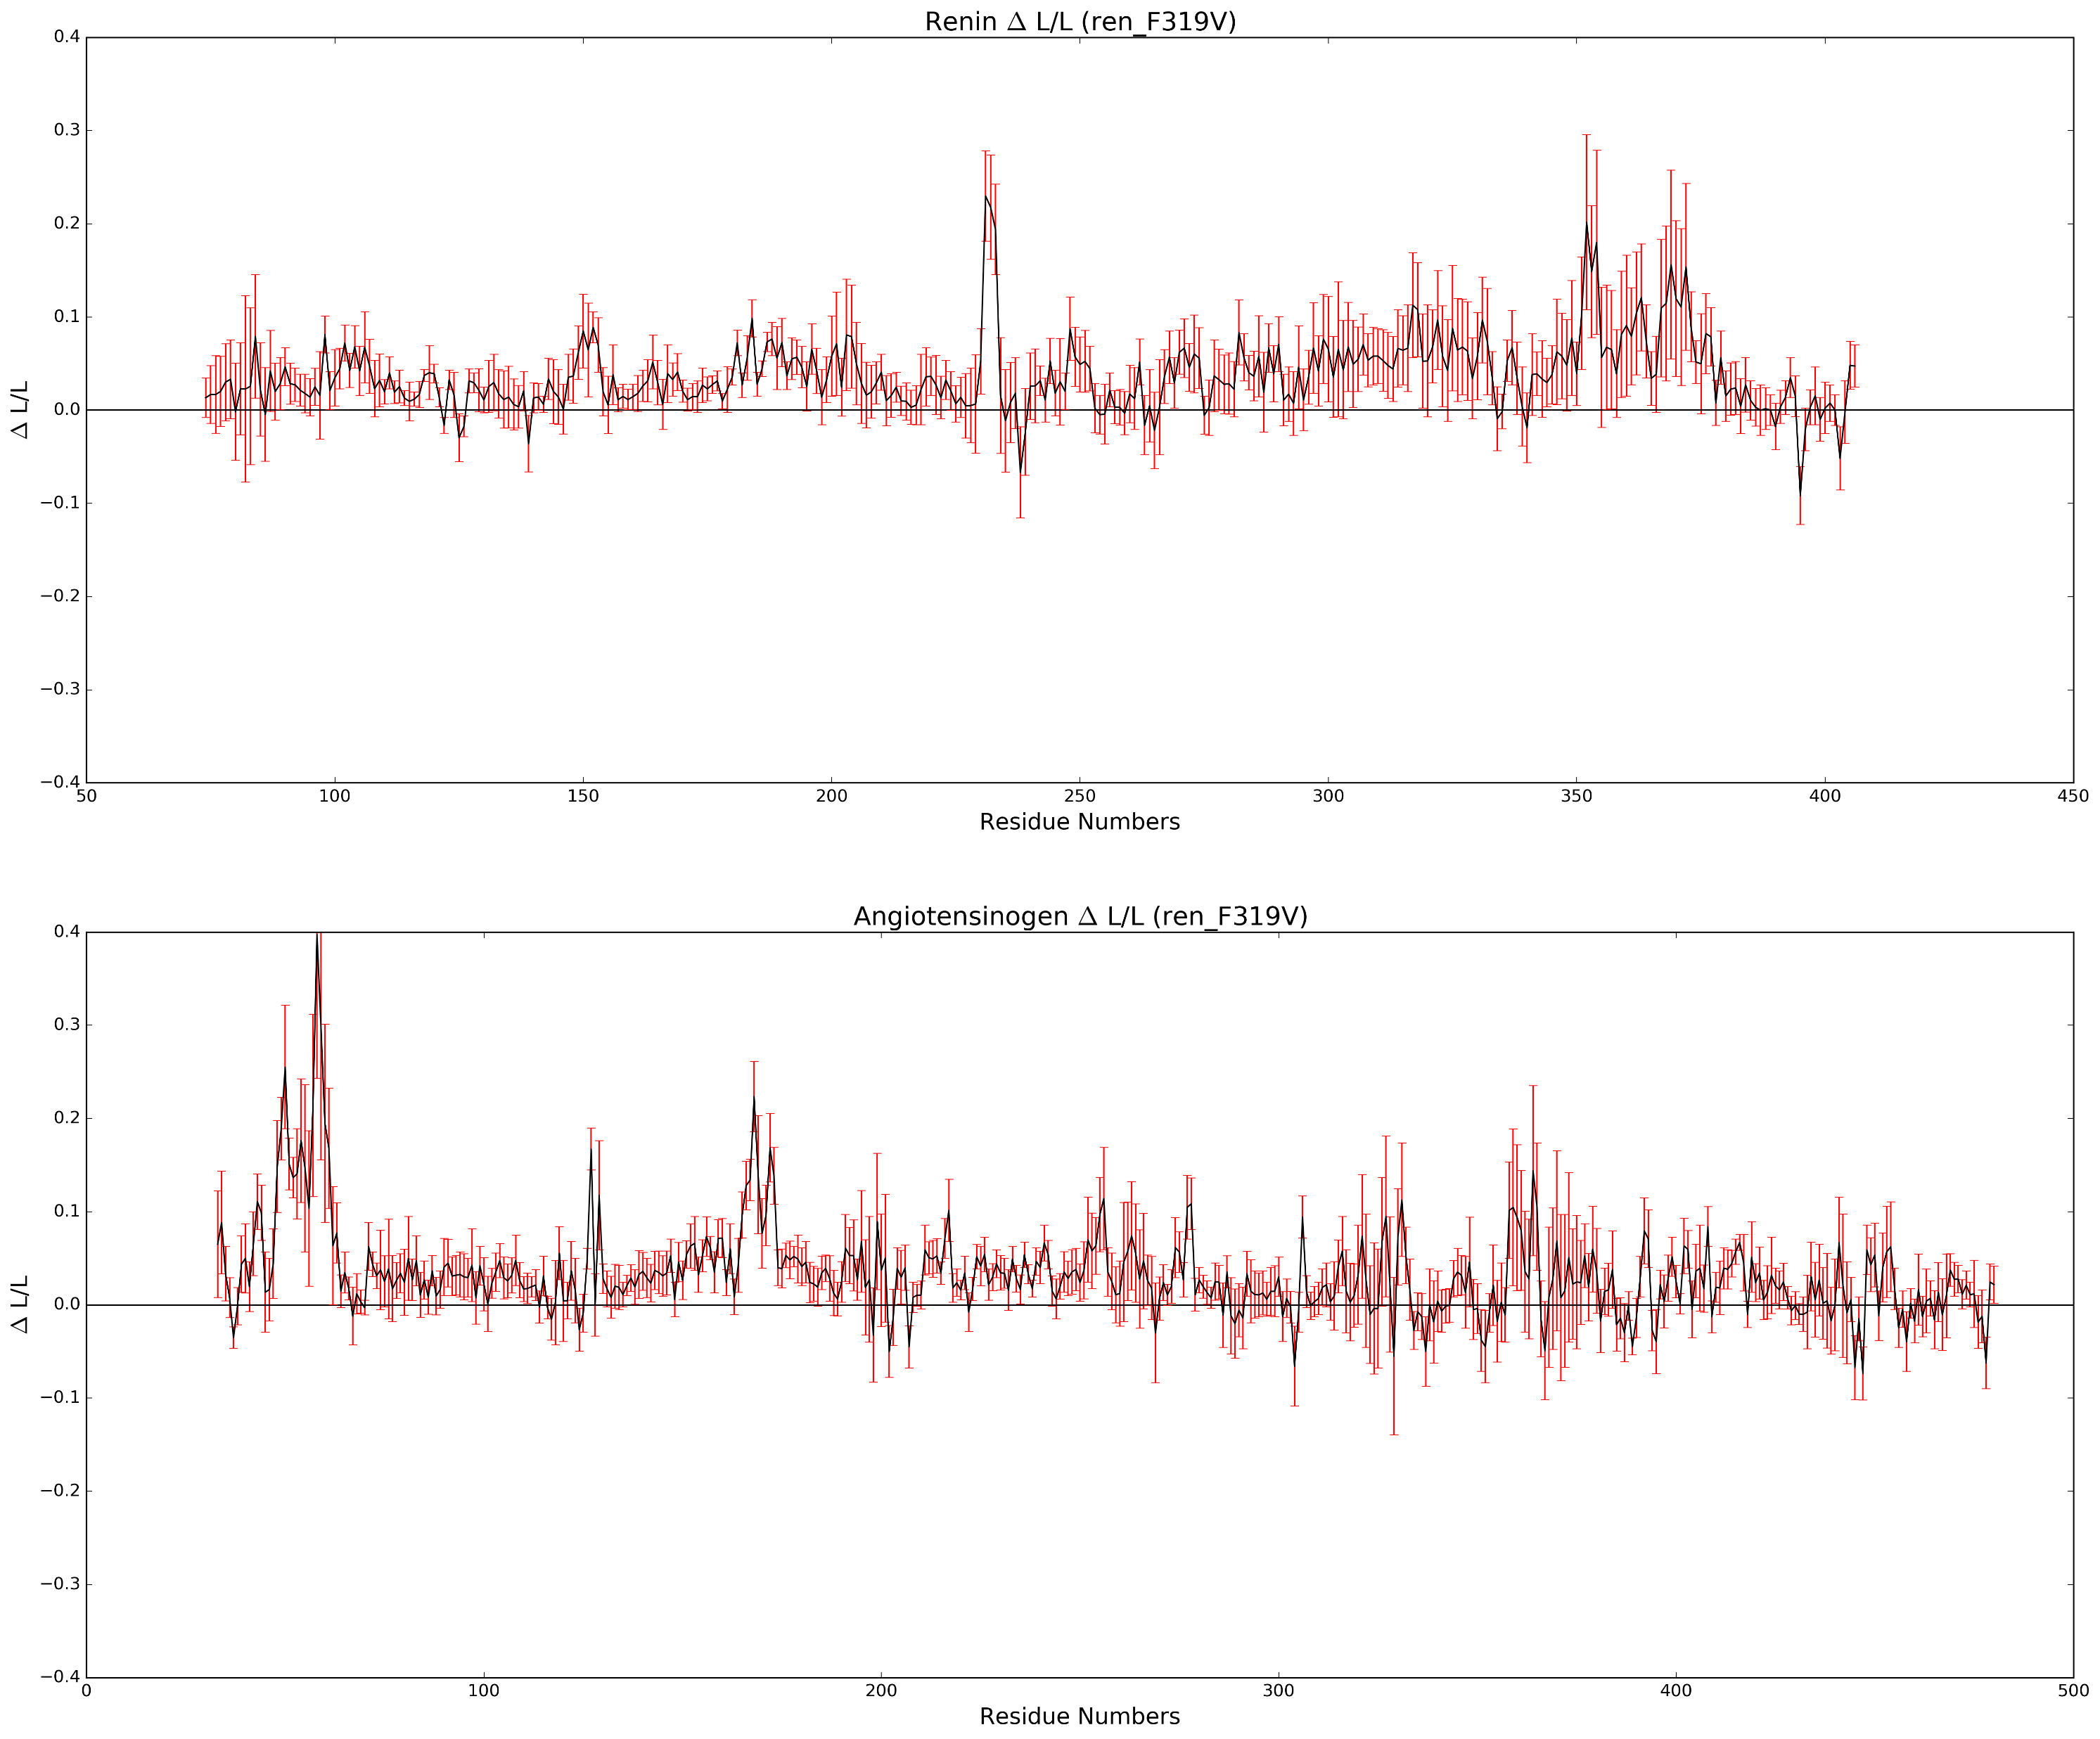 Renin Δ L/L (ren_F319V)
0.4
0.3
0.2
0.1
0.0
−0.1
−0.2
−0.3
−0.4
Δ L/L
50 100 150 200 250 300 350 400 450
Residue Numbers
Angiotensinogen Δ L/L (ren_F319V)
0.4
0.3
0.2
0.1
0.0
−0.1
−0.2
−0.3
−0.4
Δ L/L
0 100 200 300 400 500
Residue Numbers